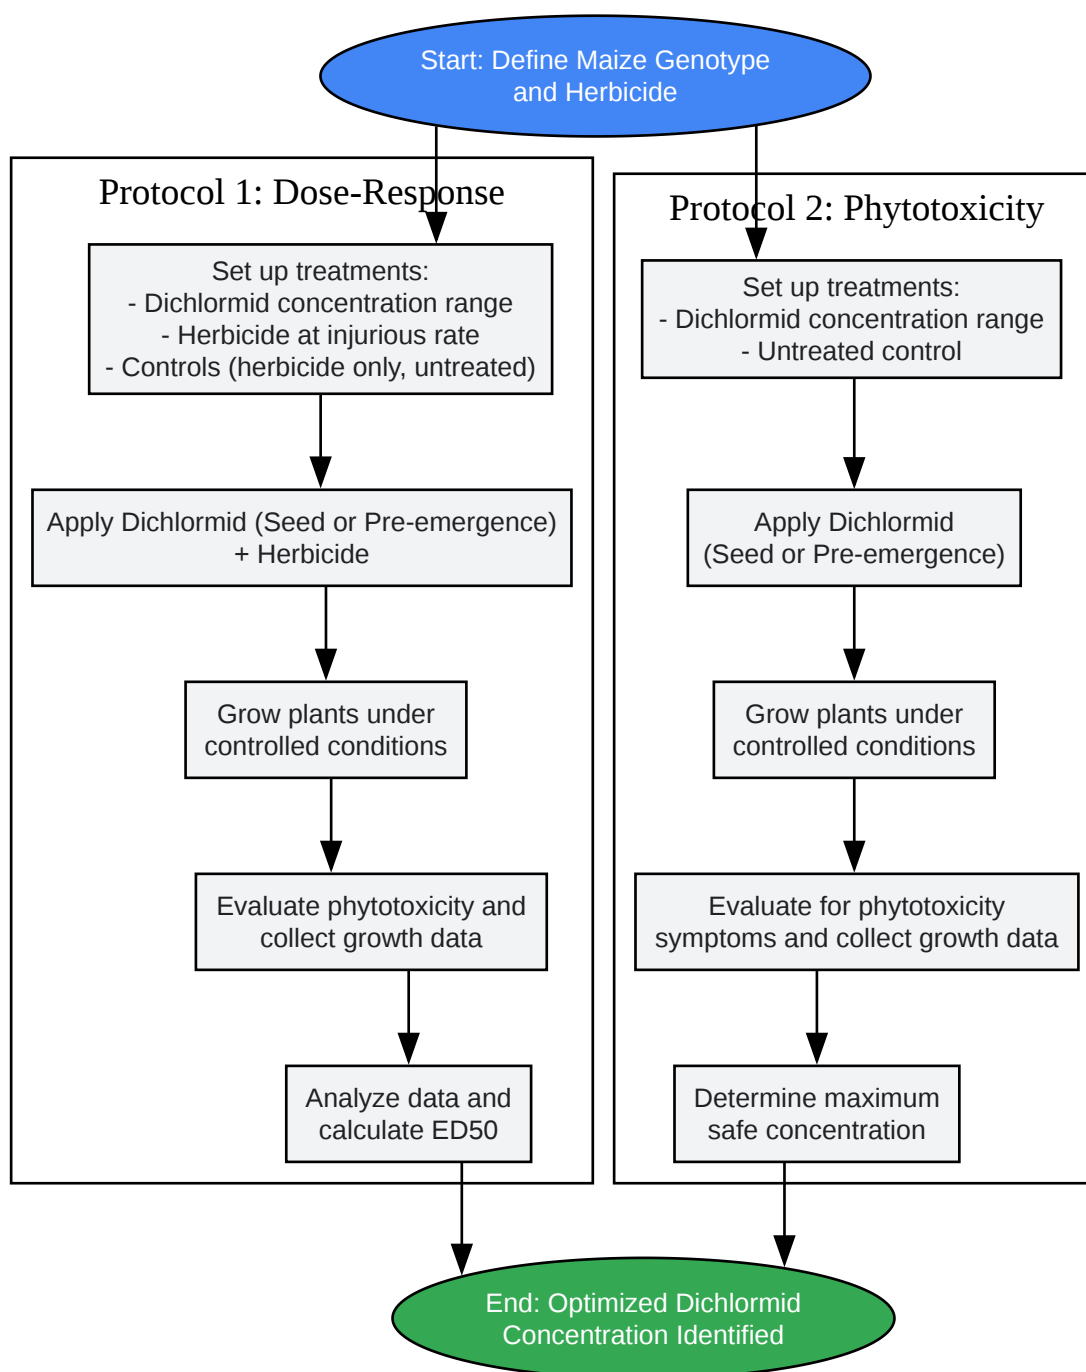 Start: Define Maize Genotype
and Herbicide
Protocol 1: Dose-Response
Set up treatments:
- Dichlormid concentration range
- Herbicide at injurious rate
- Controls (herbicide only, untreated)
Apply Dichlormid (Seed or Pre-emergence)
+ Herbicide
Grow plants under
controlled conditions
Evaluate phytotoxicity and
collect growth data
Analyze data and
calculate ED50
Protocol 2: Phytotoxicity
Set up treatments:
- Dichlormid concentration range
- Untreated control
Apply Dichlormid
(Seed or Pre-emergence)
Grow plants under
controlled conditions
Evaluate for phytotoxicity
symptoms and collect growth data
Determine maximum
safe concentration
End: Optimized Dichlormid
Concentration Identified